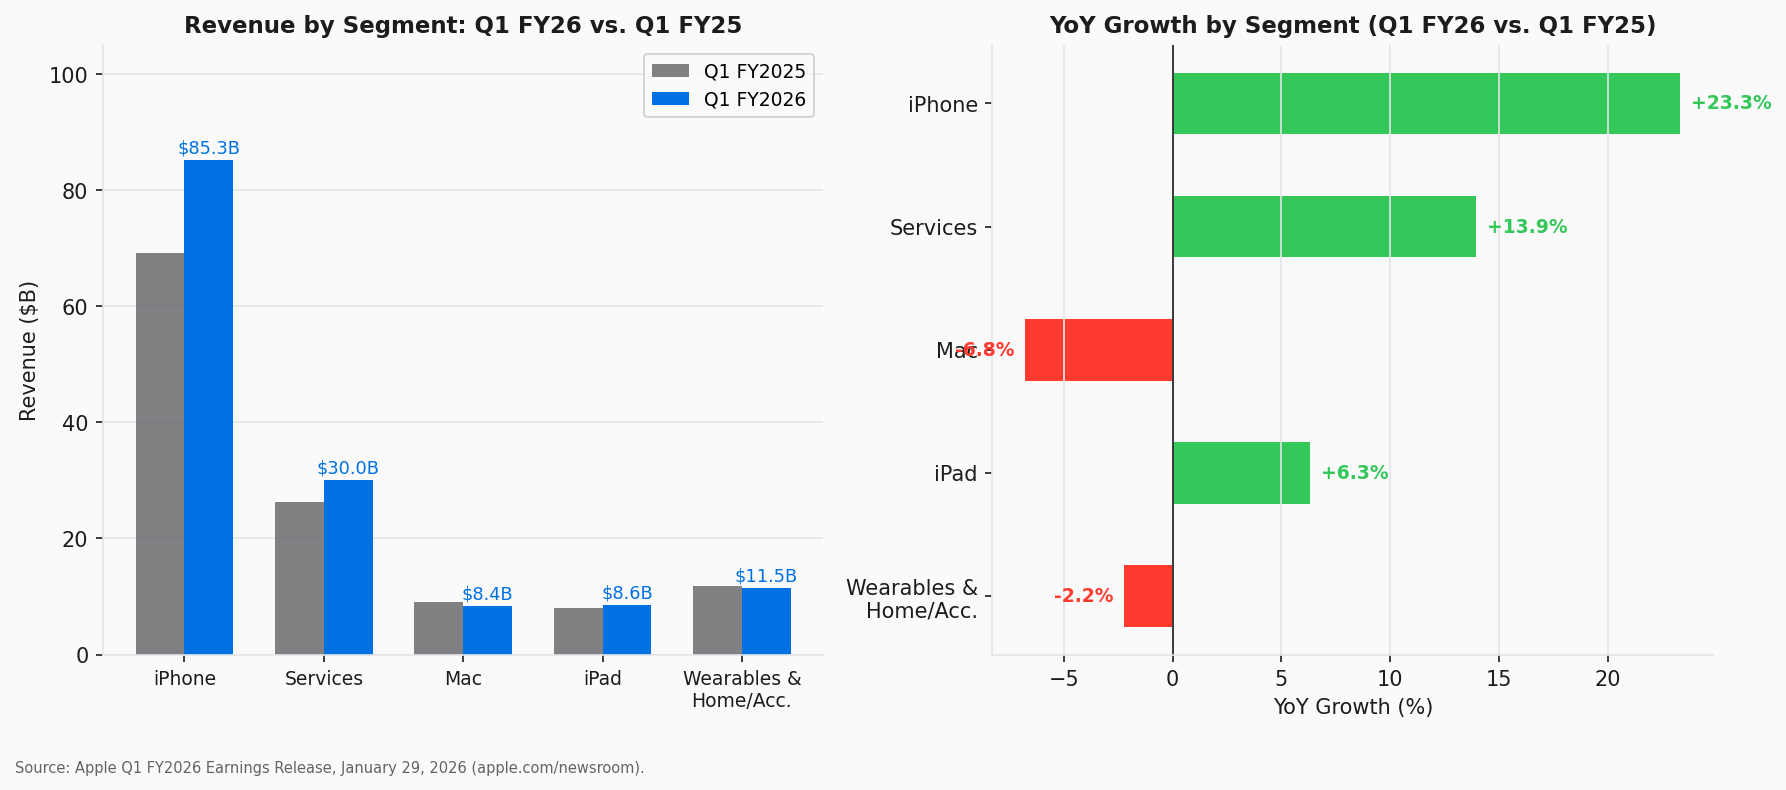 Revenue by Segment: Q1 FY26 vs. Q1 FY25
Revenue ($B)
100
80
60
40
20
0
Q1 FY2025
Q1 FY2026
$85.3B
$30.0B
$8.4B
$8.6B
$11.5B
iPhone
Services
Mac
iPad
Wearables &
Home/Acc.
YoY Growth by Segment (Q1 FY26 vs. Q1 FY25)
iPhone
+23.3%
Services
+13.9%
Mac
-6.8%
iPad
+6.3%
Wearables &
Home/Acc.
-2.2%
−5
0
5
10
15
20
YoY Growth (%)
Source: Apple Q1 FY2026 Earnings Release, January 29, 2026 (apple.com/newsroom).